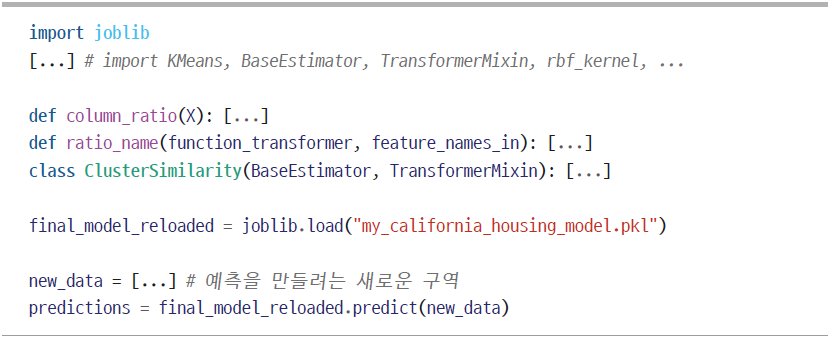 import joblib
[...] # import KMeans, BaseEstimator, TransformerMixin, rbf_kernel, ...
def column_ratio(X): [...]
def ratio_name(function_transformer, feature_names_in): [...]
class ClusterSimilarity(BaseEstimator, TransformerMixin): [...]
final_model_reloaded = joblib.load("my_california_housing_model.pkl")
new_data = [...] # 예측을 만들려는 새로운 구역
predictions = final_model_reloaded.predict(new_data)